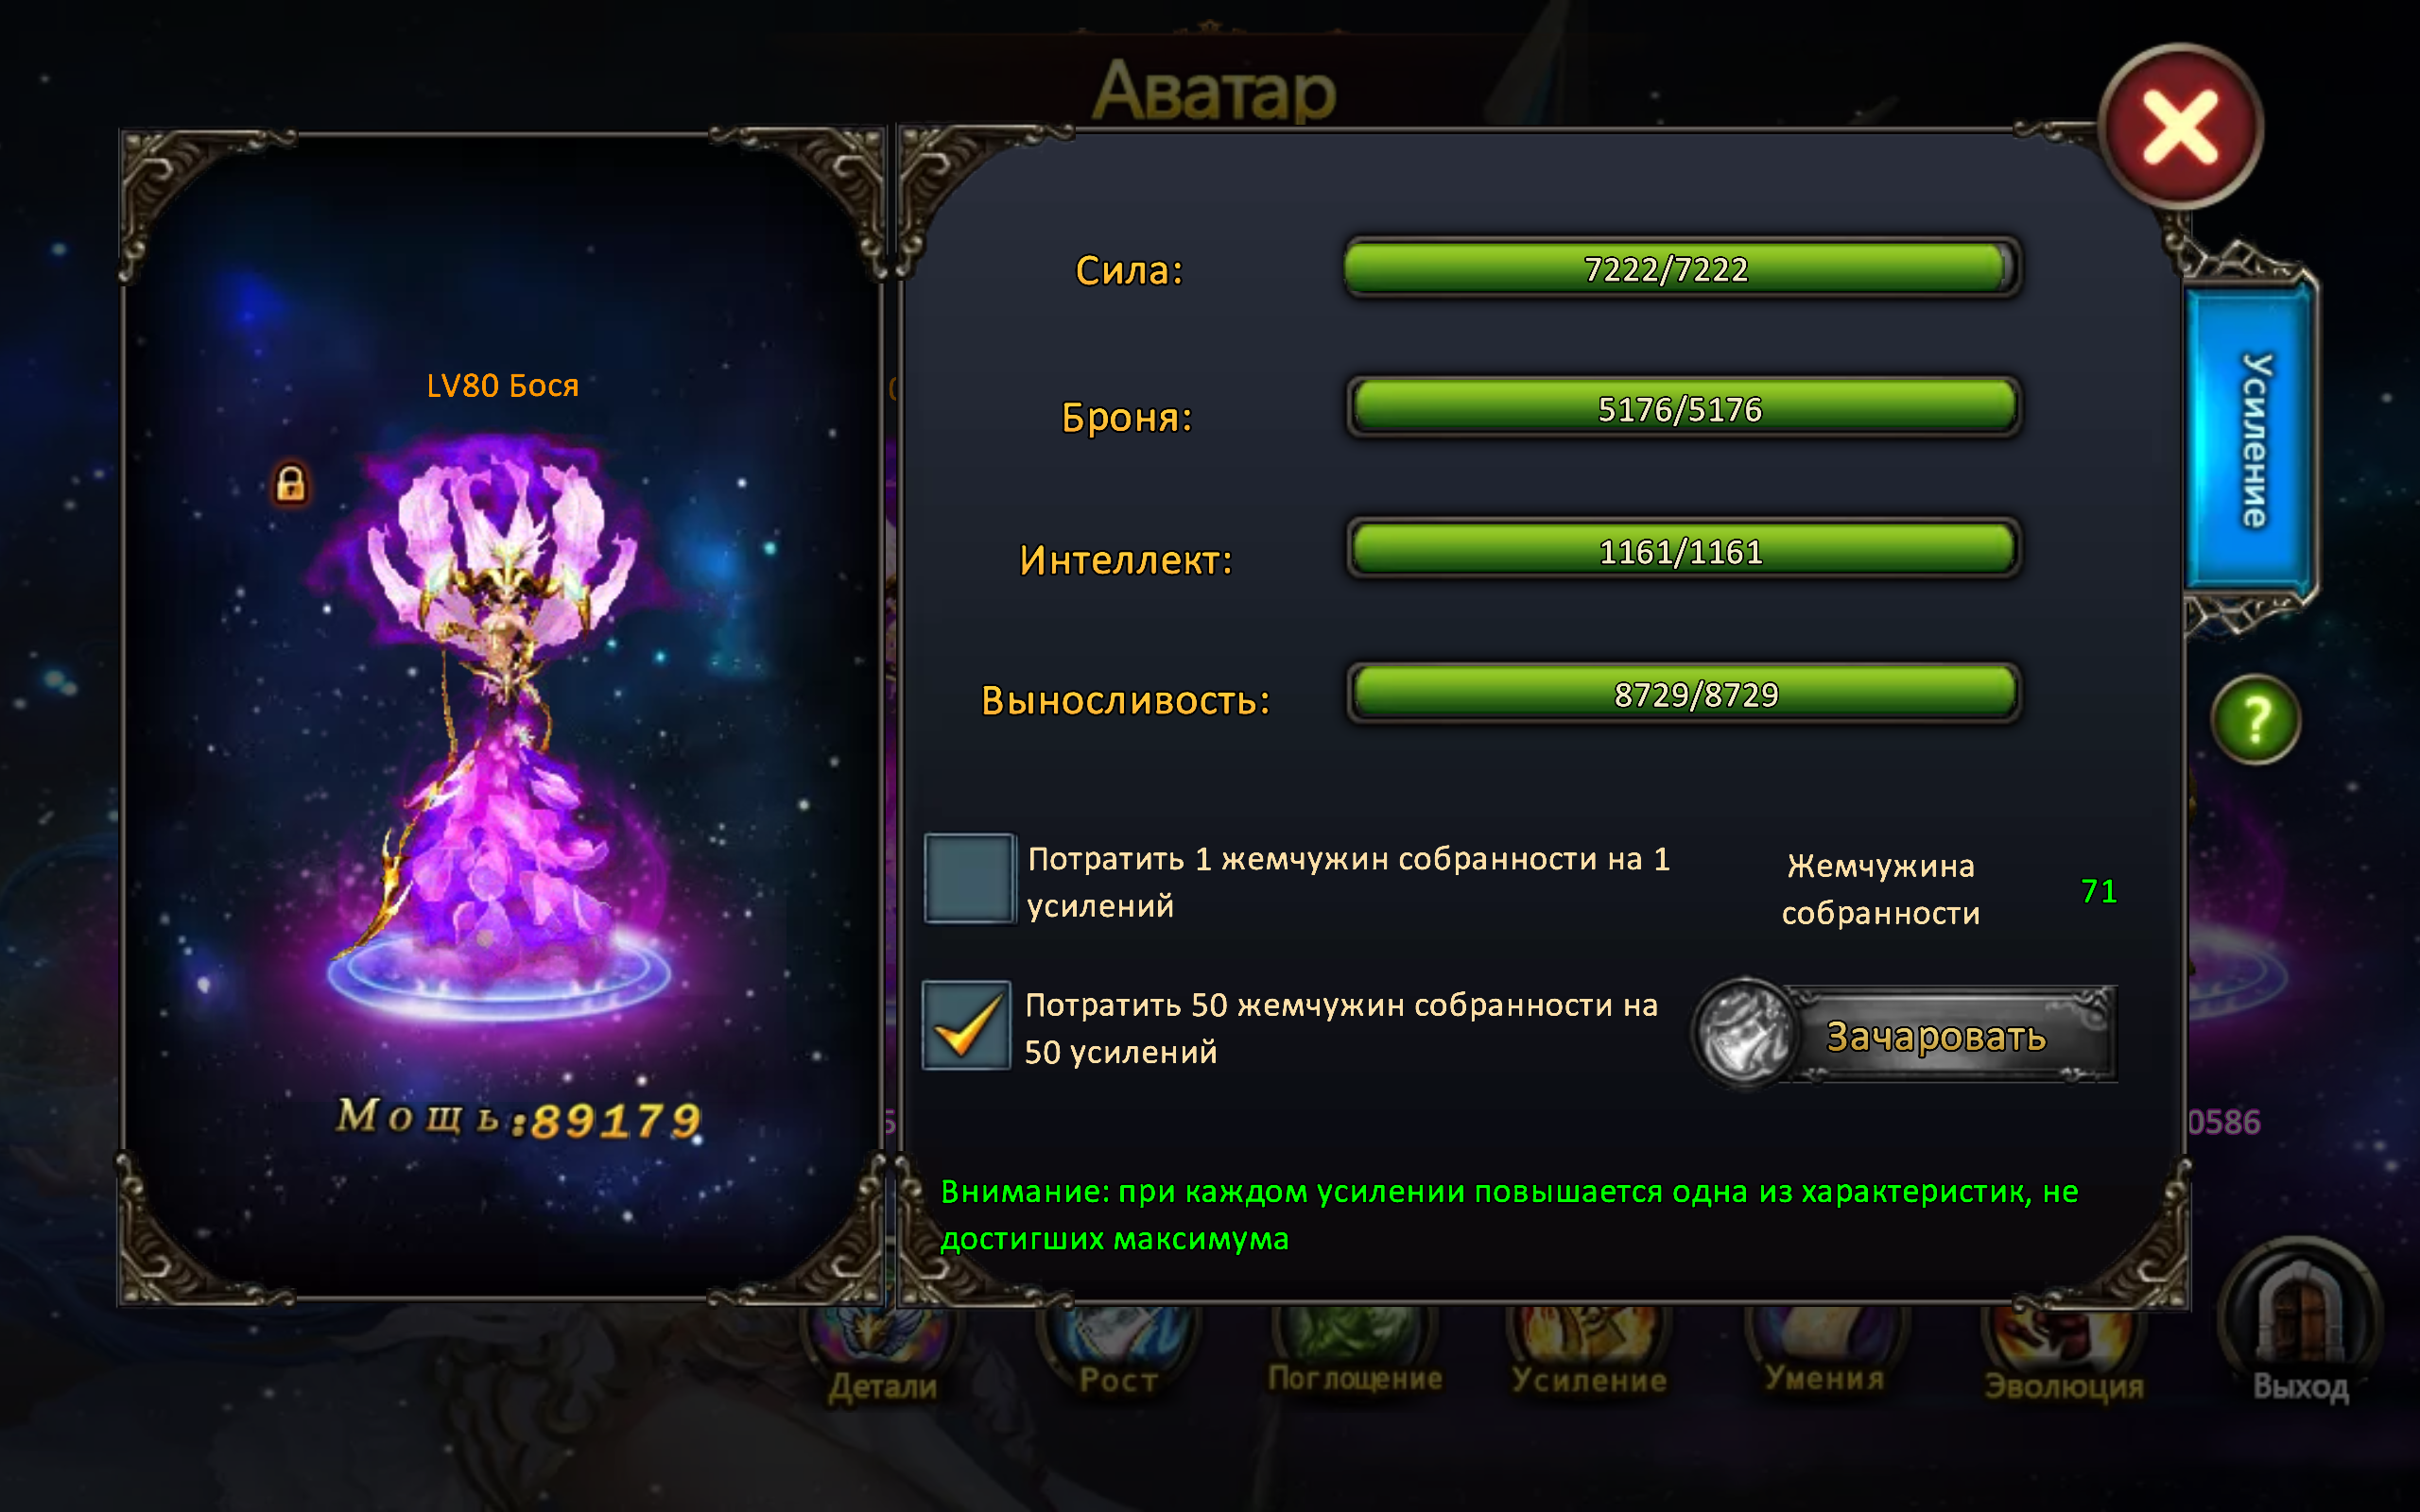 Аватар
LV80 Бося
Мощь:89179
Сила:
7222/7222
Броня:
5176/5176
Интеллект:
1161/1161
Выносливость:
8729/8729
Потратить 1 жемчужин собранности на 1
усилений
Жемчужина
собранности
71
Потратить 50 жемчужин собранности на
50 усилений
Зачаровать
Внимание: при каждом усилении повышается одна из характеристик, не
достигших максимума
Усиление
?
0586
Детали
Рост
Поглощение
Усиление
Умения
Эволюция
Выход